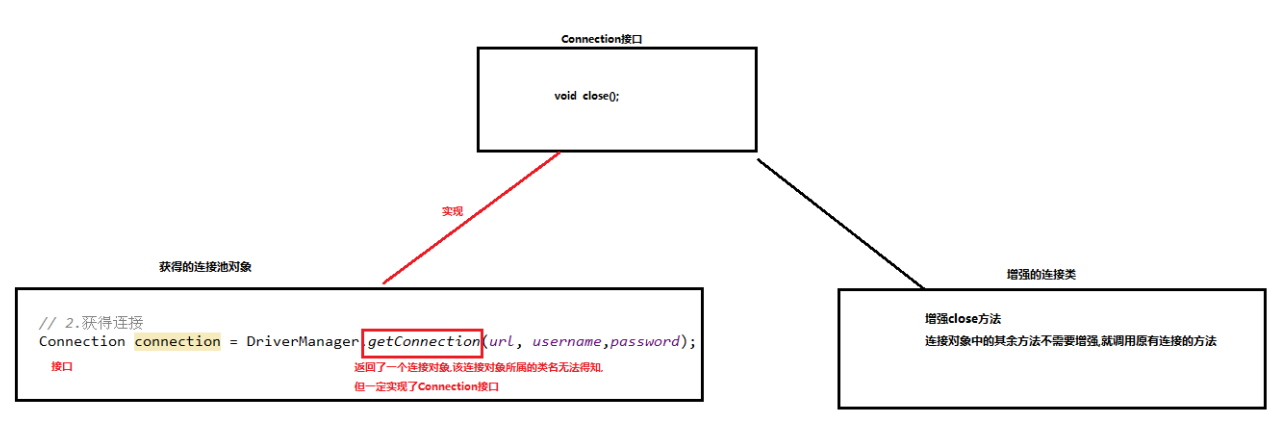 Connection接口
void close();
实现
获得的连接池对象
// 2.获得连接
Connection connection = DriverManager.getConnection(url, username,password);
接口
返回了一个连接对象,该连接对象所属的类名无法得知.
但一定实现了Connection接口
增强的连接类
增强close方法
连接对象中的其余方法不需要增强,就调用原有连接的方法